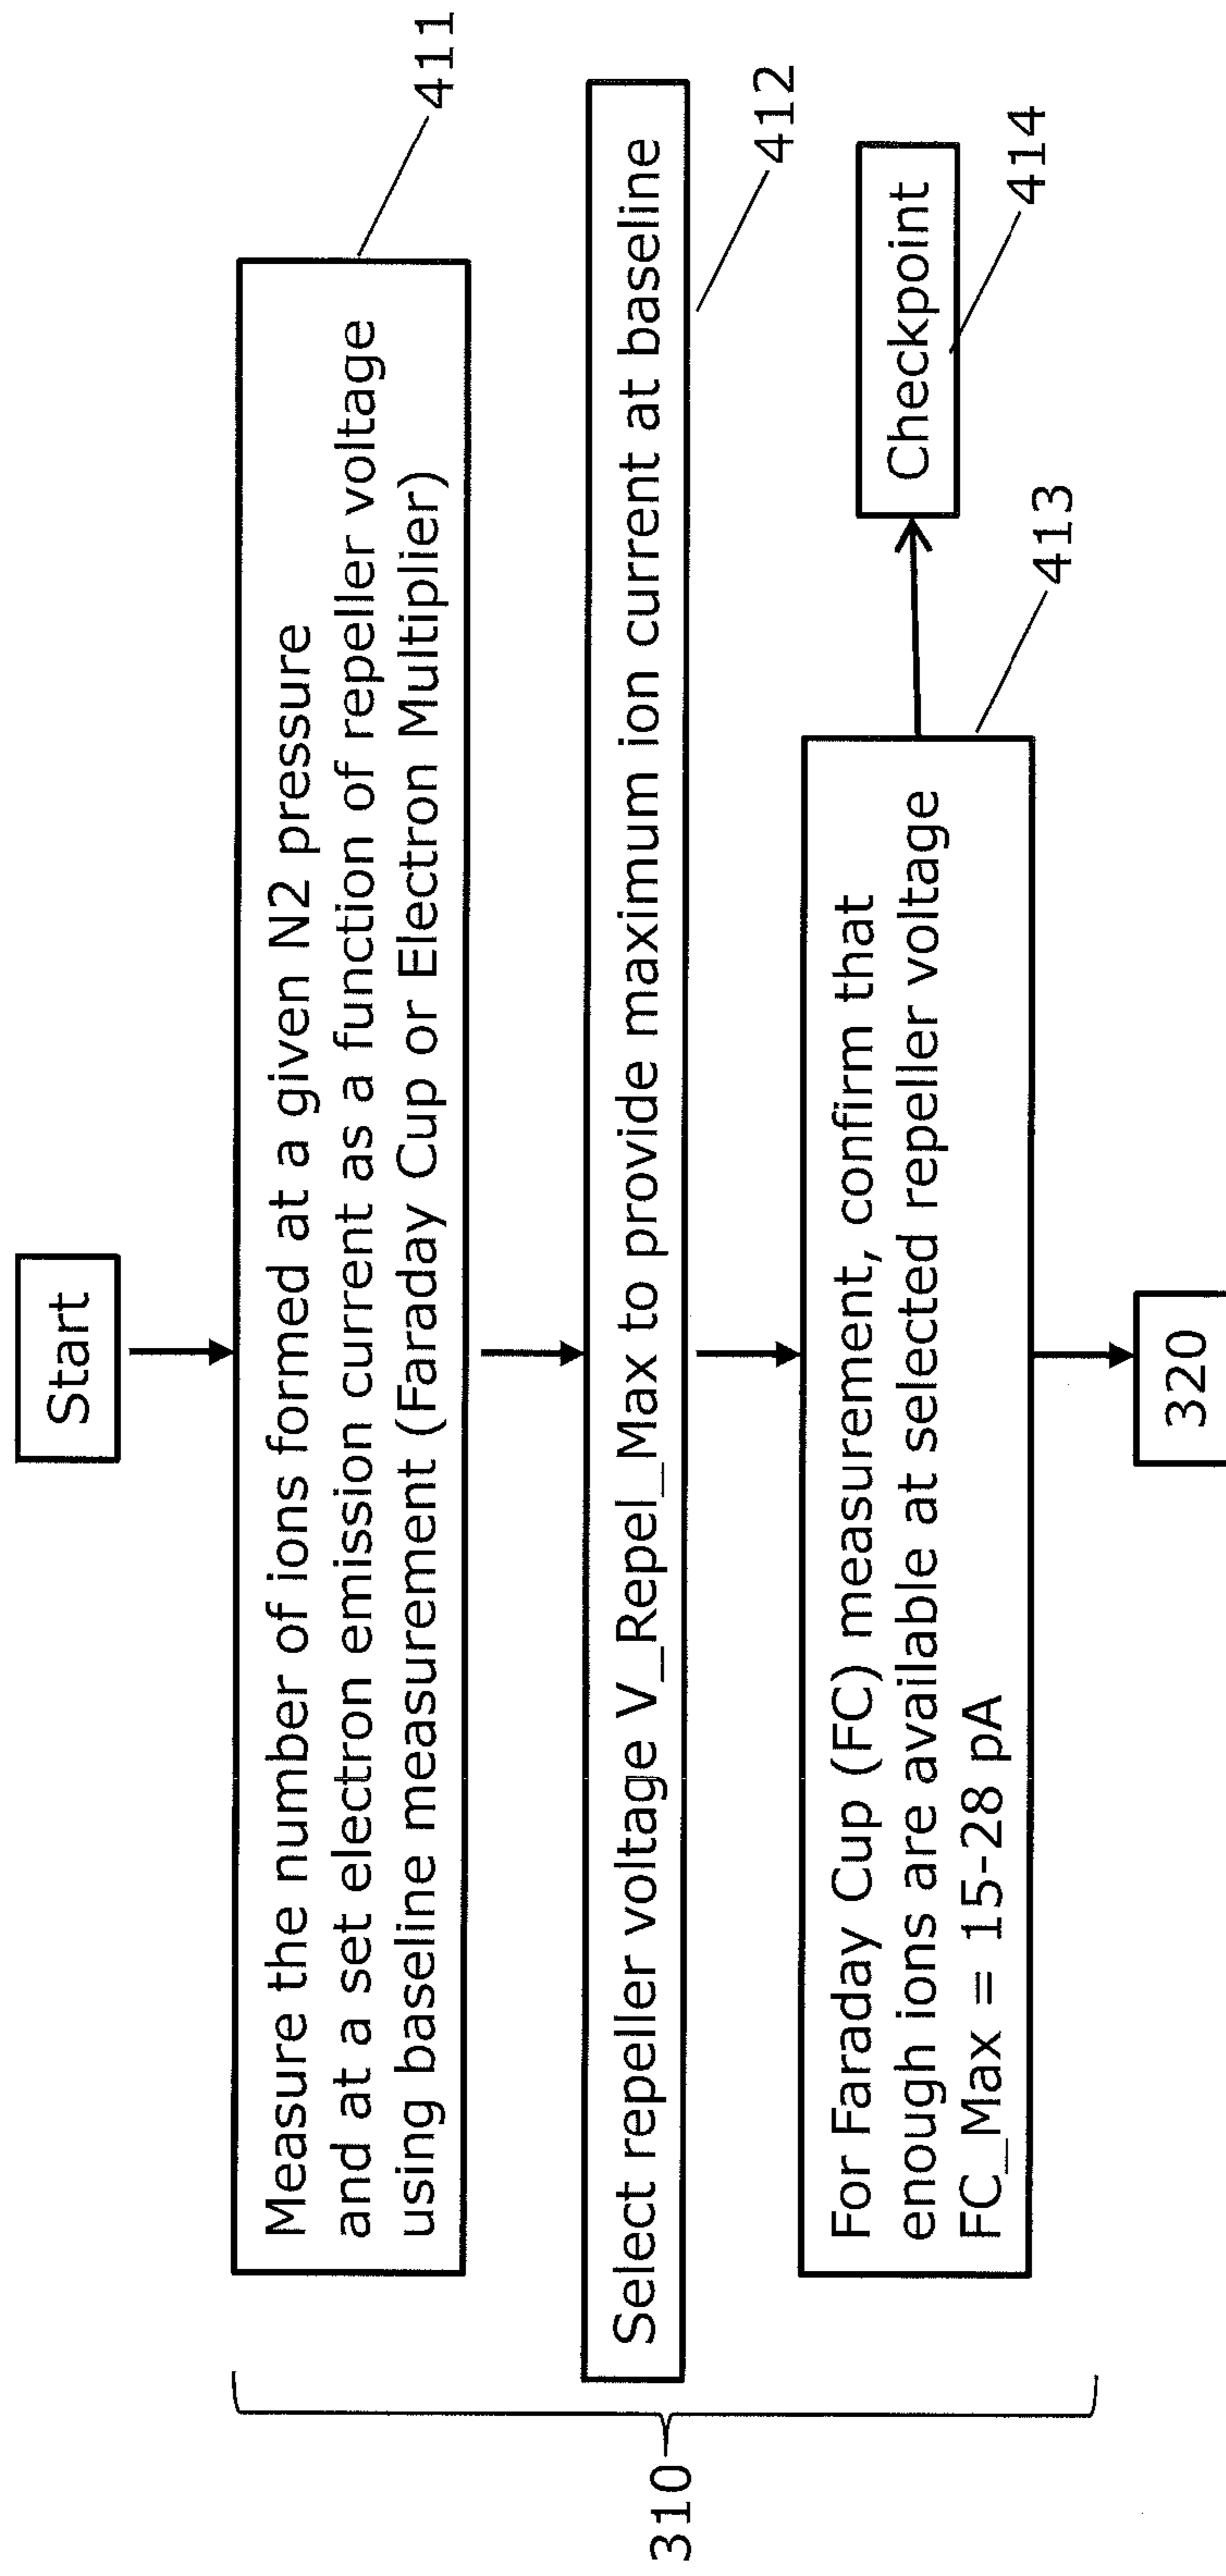 Start
Measure the number of ions formed at a given N2 pressure
and at a set electron emission current as a function of repeller voltage
using baseline measurement (Faraday Cup or Electron Multiplier)
411
Select repeller voltage V_Repel_Max to provide maximum ion current at baseline
412
For Faraday Cup (FC) measurement, confirm that
enough ions are available at selected repeller voltage
FC_Max = 15-28 pA
413
Checkpoint
414
310
320